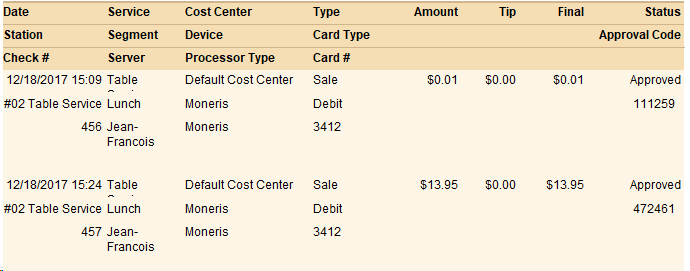 Date Service Cost Center Type Amount Tip Final Status
Station Segment Device Card Type Approval Code
Check # Server Processor Type Card #
12/18/2017 15:09 Table Default Cost Center Sale $0.01 $0.00 $0.01 Approved
#02 Table Service Lunch Moneris Debit 111259
456 Jean- Moneris 3412
Francois
12/18/2017 15:24 Table Default Cost Center Sale $13.95 $0.00 $13.95 Approved
#02 Table Service Lunch Moneris Debit 472461
457 Jean- Moneris 3412
Francois